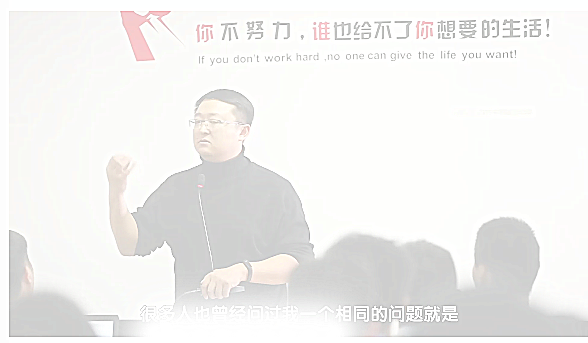 你不努力，谁也给不了你想要的生活！
If you don't work hard ,no one can give the life you want!
很多人也曾经问过我一个相同的问题就是